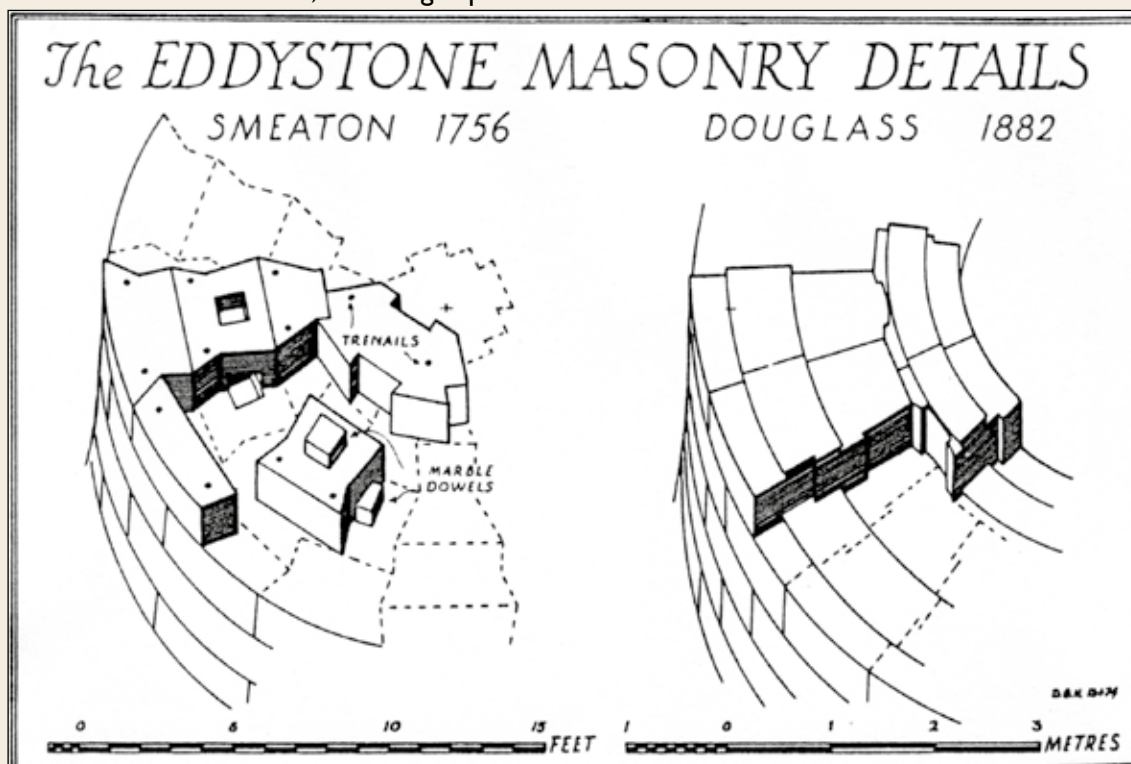 The EDDYSTONE MASONRY DETAILS
SMEATON 1756
DOUGLASS 1882
TRENAILS
MARBLE
DOWELS
0 5 10 15 FEET
1 0 1 2 3 METRES